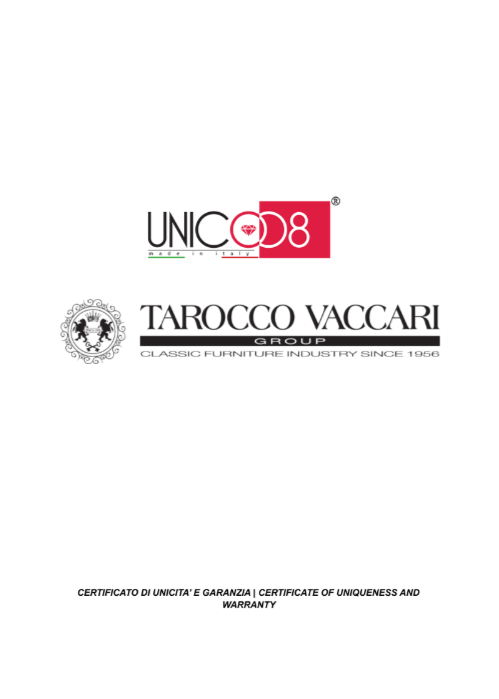 UNICOO8®
made in italy
TAROCCO VACCARI
GROUP
CLASSIC FURNITURE INDUSTRY SINCE 1956
CERTIFICATO DI UNICITA' E GARANZIA | CERTIFICATE OF UNIQUENESS AND
WARRANTY